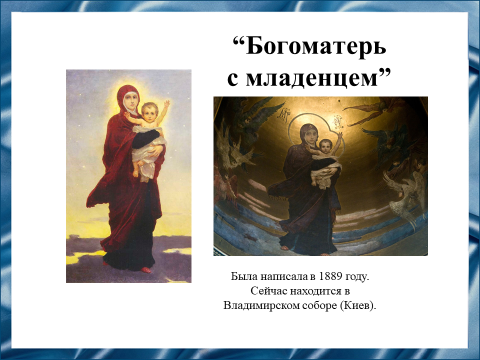 “Богоматерь
с младенцем”
Была написала в 1889 году.
Сейчас находится в
Владимирском соборе (Киев).